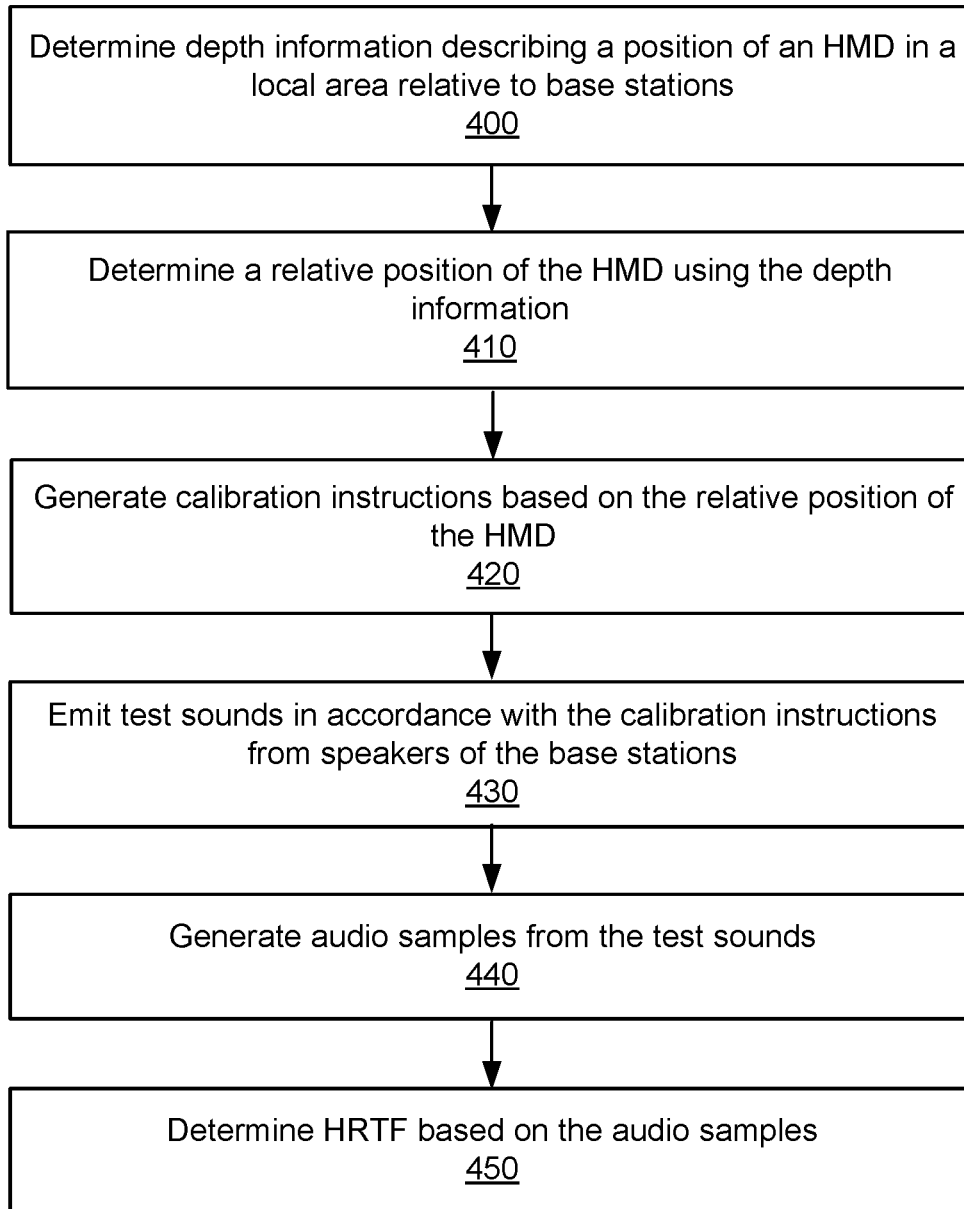 Determine depth information describing a position of an HMD in a
local area relative to base stations
400
Determine a relative position of the HMD using the depth
information
410
Generate calibration instructions based on the relative position of
the HMD
420
Emit test sounds in accordance with the calibration instructions
from speakers of the base stations
430
Generate audio samples from the test sounds
440
Determine HRTF based on the audio samples
450